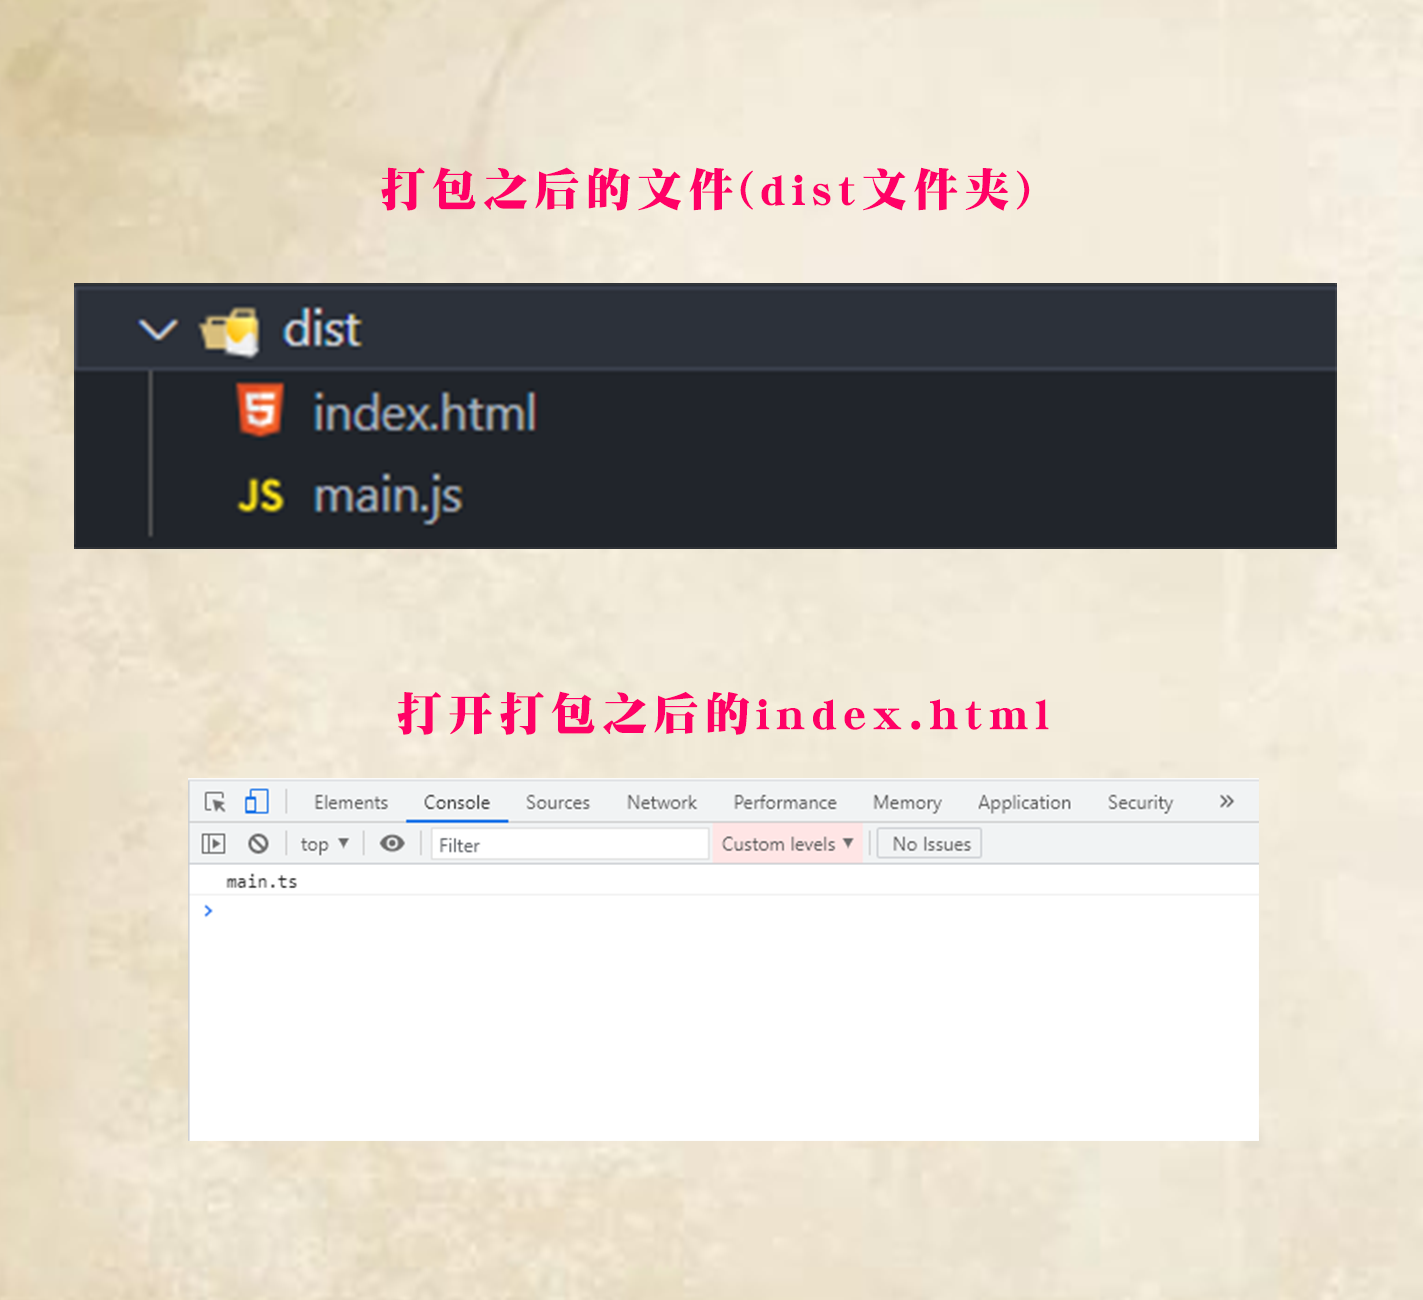 打包之后的文件(dist文件夹)
dist
index.html
JS main.js
打开打包之后的index.html
Elements Console Sources Network Performance Memory Application Security »
top ▼ Filter Custom levels ▼ No Issues
main.ts
>